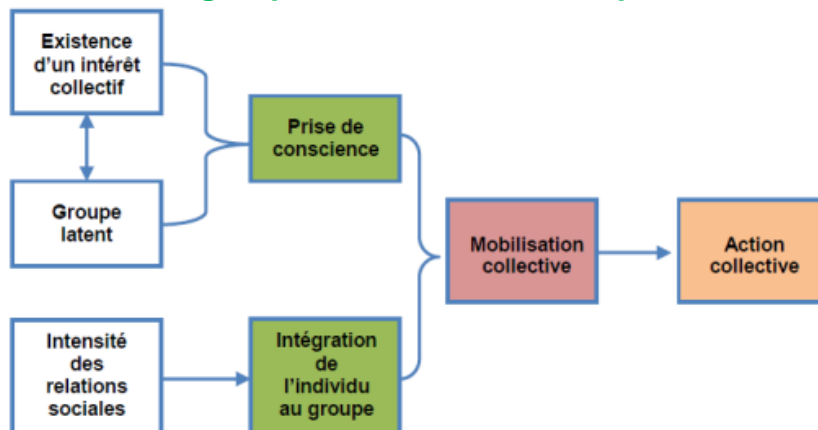 Existence
d'un intérêt
collectif
Prise de
conscience
Groupe
latent
Mobilisation
collective
Action
collective
Intensité
des
relations
sociales
Intégration
de
l'individu
au groupe